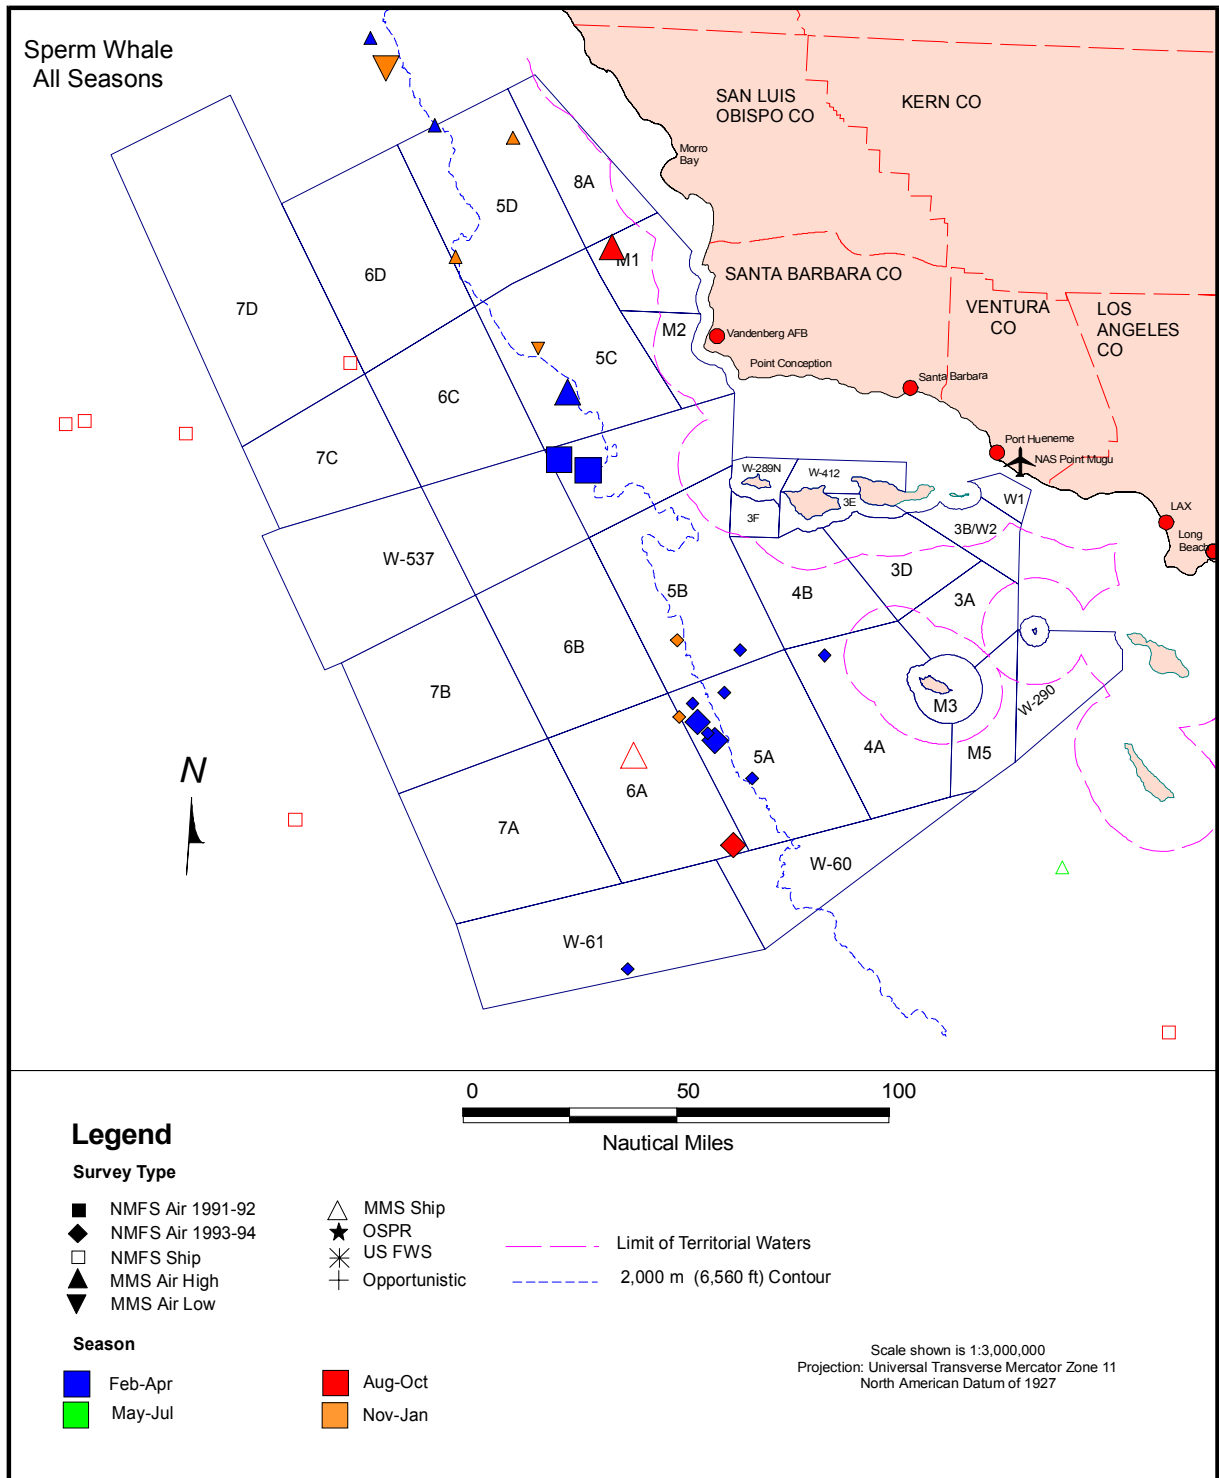 Sperm Whale
All Seasons
SAN LUIS
OBISPO CO
KERN CO
Morro
Bay
8A
5D
M1
SANTA BARBARA CO
6D
7D
VENTURA
CO
LOS
ANGELES
CO
M2
Vandenberg AFB
5C
Point Conception
Santa Barbara
6C
Port Hueneme
NAS Point Mugu
7C
W-289N
W-412
W1
3E
LAX
3F
3B/W2
Long
Beach
W-537
3D
5B
4B
3A
6B
7B
W-290
M3
4A
M5
5A
N
6A
7A
W-60
W-61
0
50
100
Nautical Miles
Legend
Survey Type
NMFS Air 1991-92
NMFS Air 1993-94
NMFS Ship
MMS Air High
MMS Air Low
MMS Ship
OSPR
US FWS
Opportunistic
Limit of Territorial Waters
2,000 m (6,560 ft) Contour
Season
Feb-Apr
May-Jul
Aug-Oct
Nov-Jan
Scale shown is 1:3,000,000
Projection: Universal Transverse Mercator Zone 11
North American Datum of 1927